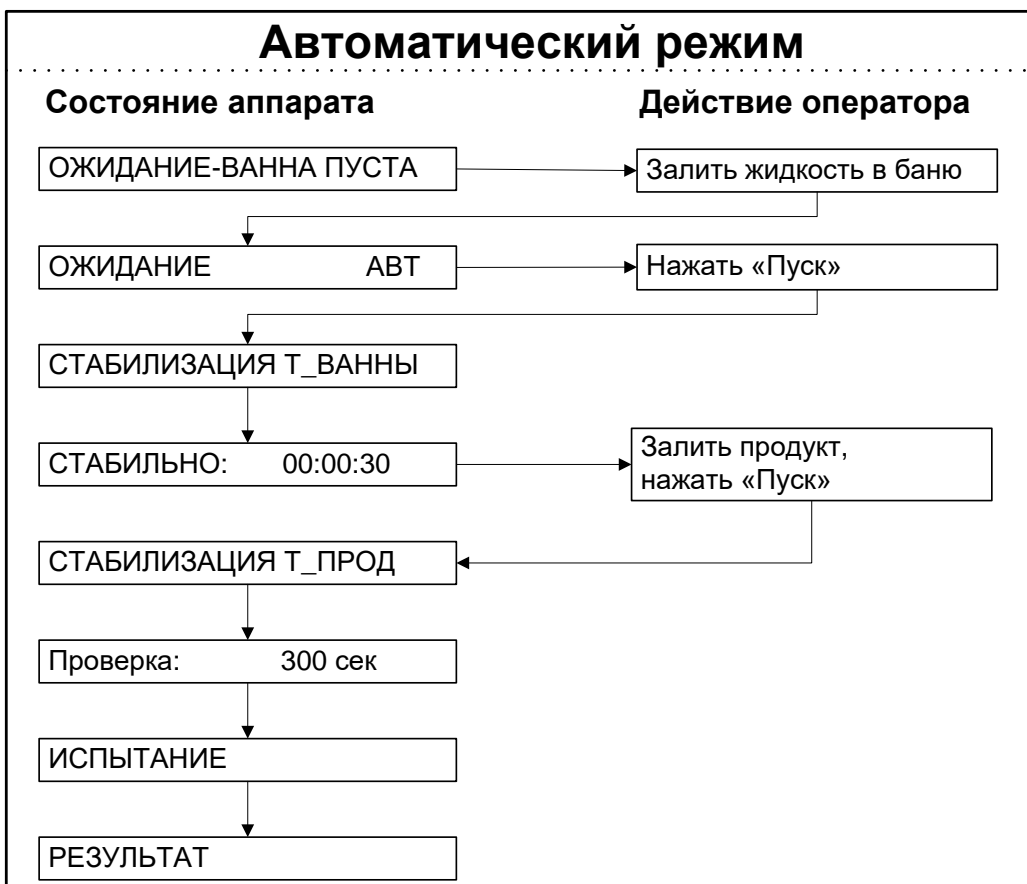 Автоматический режим
Состояние аппарата
Действие оператора
ОЖИДАНИЕ-ВАННА ПУСТА
Залить жидкость в баню
ОЖИДАНИЕ АВТ
Нажать «Пуск»
СТАБИЛИЗАЦИЯ Т_ВАННЫ
СТАБИЛЬНО: 00:00:30
Залить продукт,
нажать «Пуск»
СТАБИЛИЗАЦИЯ Т_ПРОД
Проверка: 300 сек
ИСПЫТАНИЕ
РЕЗУЛЬТАТ